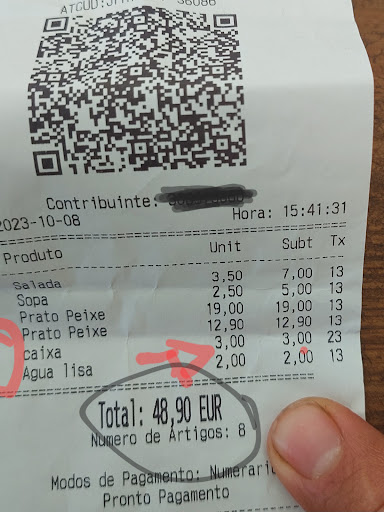 Contribuinte:
2023-10-08 Hora: 15:41:31
Produto Unit Subt Tx
Salada 3,50 7,00 13
Sopa 2,50 5,00 13
Prato Peixe 19,00 19,00 13
Prato Peixe 12,90 12,90 13
caixa 3,00 3,00 23
Agua lisa 2,00 2,00 13
Total: 48,90 EUR
Numero de Artigos: 8
Modos de Pagamento: Numerario
Pronto Pagamento